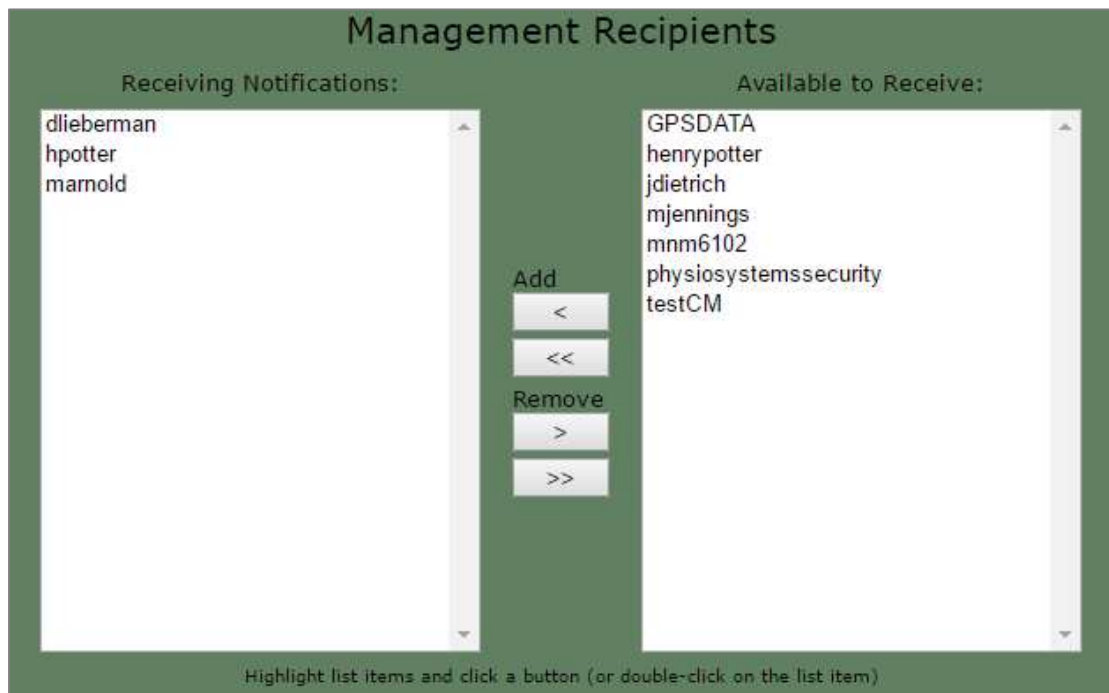 Management Recipients
Receiving Notifications:
dlieberman
hpotter
marnold
Add
<
<<
Remove
>
>>
Available to Receive:
GPSDATA
henrypotter
jdietrich
mjennings
mnm6102
physiosystemssecurity
testCM
Highlight list items and click a button (or double-click on the list item)